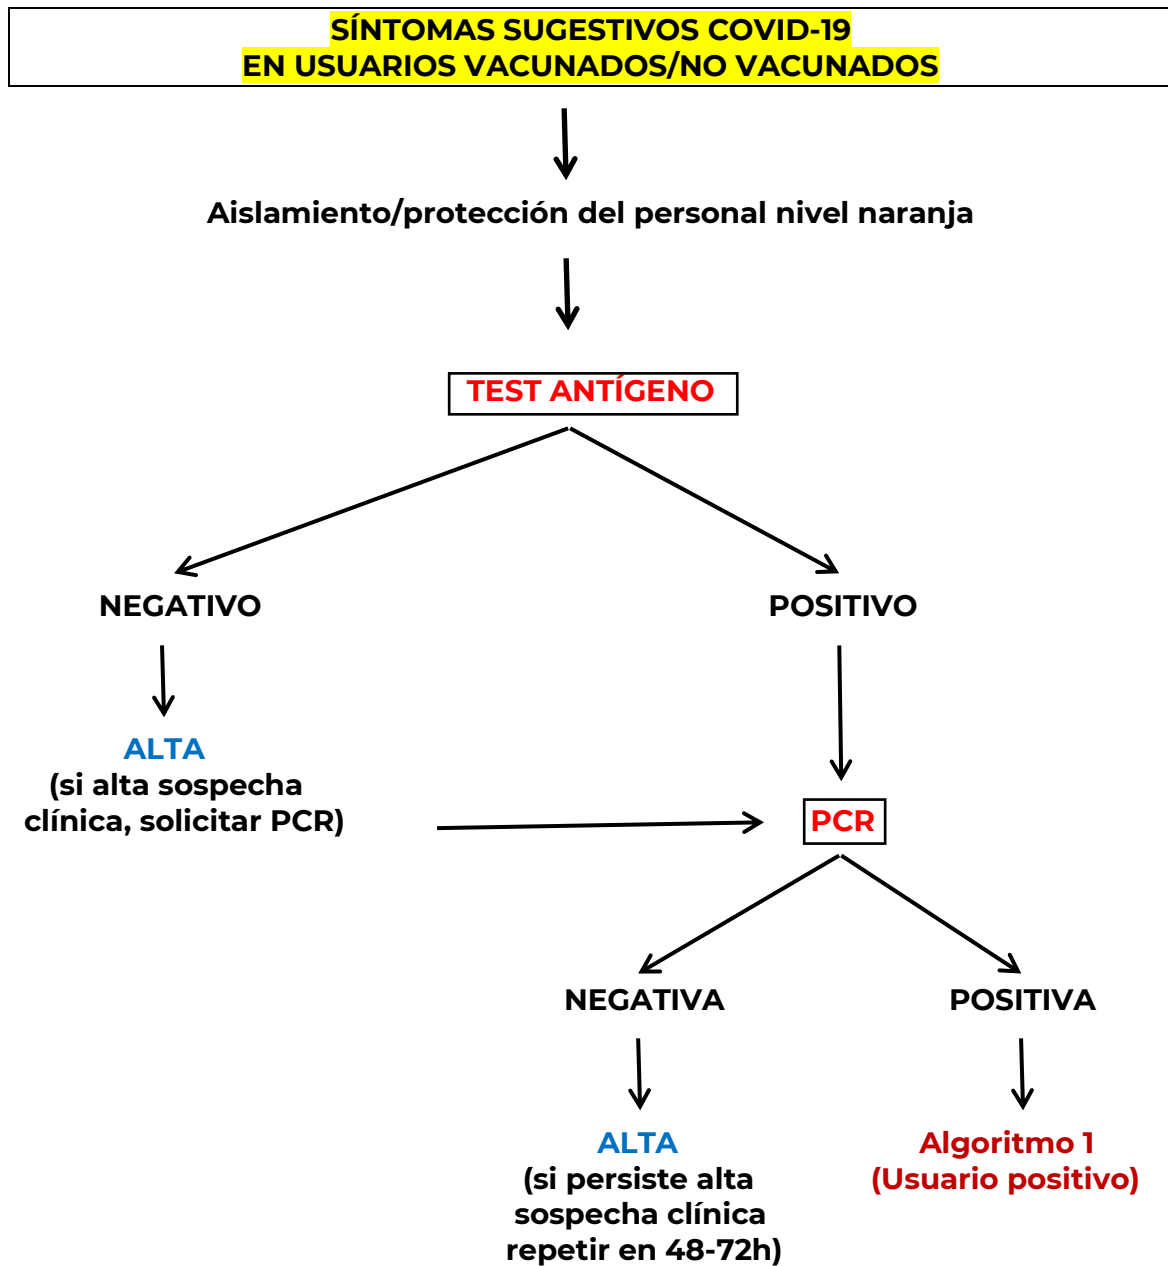 SÍNTOMAS SUGESTIVOS COVID-19
EN USUARIOS VACUNADOS/NO VACUNADOS
Aislamiento/protección del personal nivel naranja
TEST ANTÍGENO
NEGATIVO
POSITIVO
ALTA
(si alta sospecha
clínica, solicitar PCR)
PCR
NEGATIVA
POSITIVA
ALTA
(si persiste alta
sospecha clínica
repetir en 48-72h)
Algoritmo 1
(Usuario positivo)